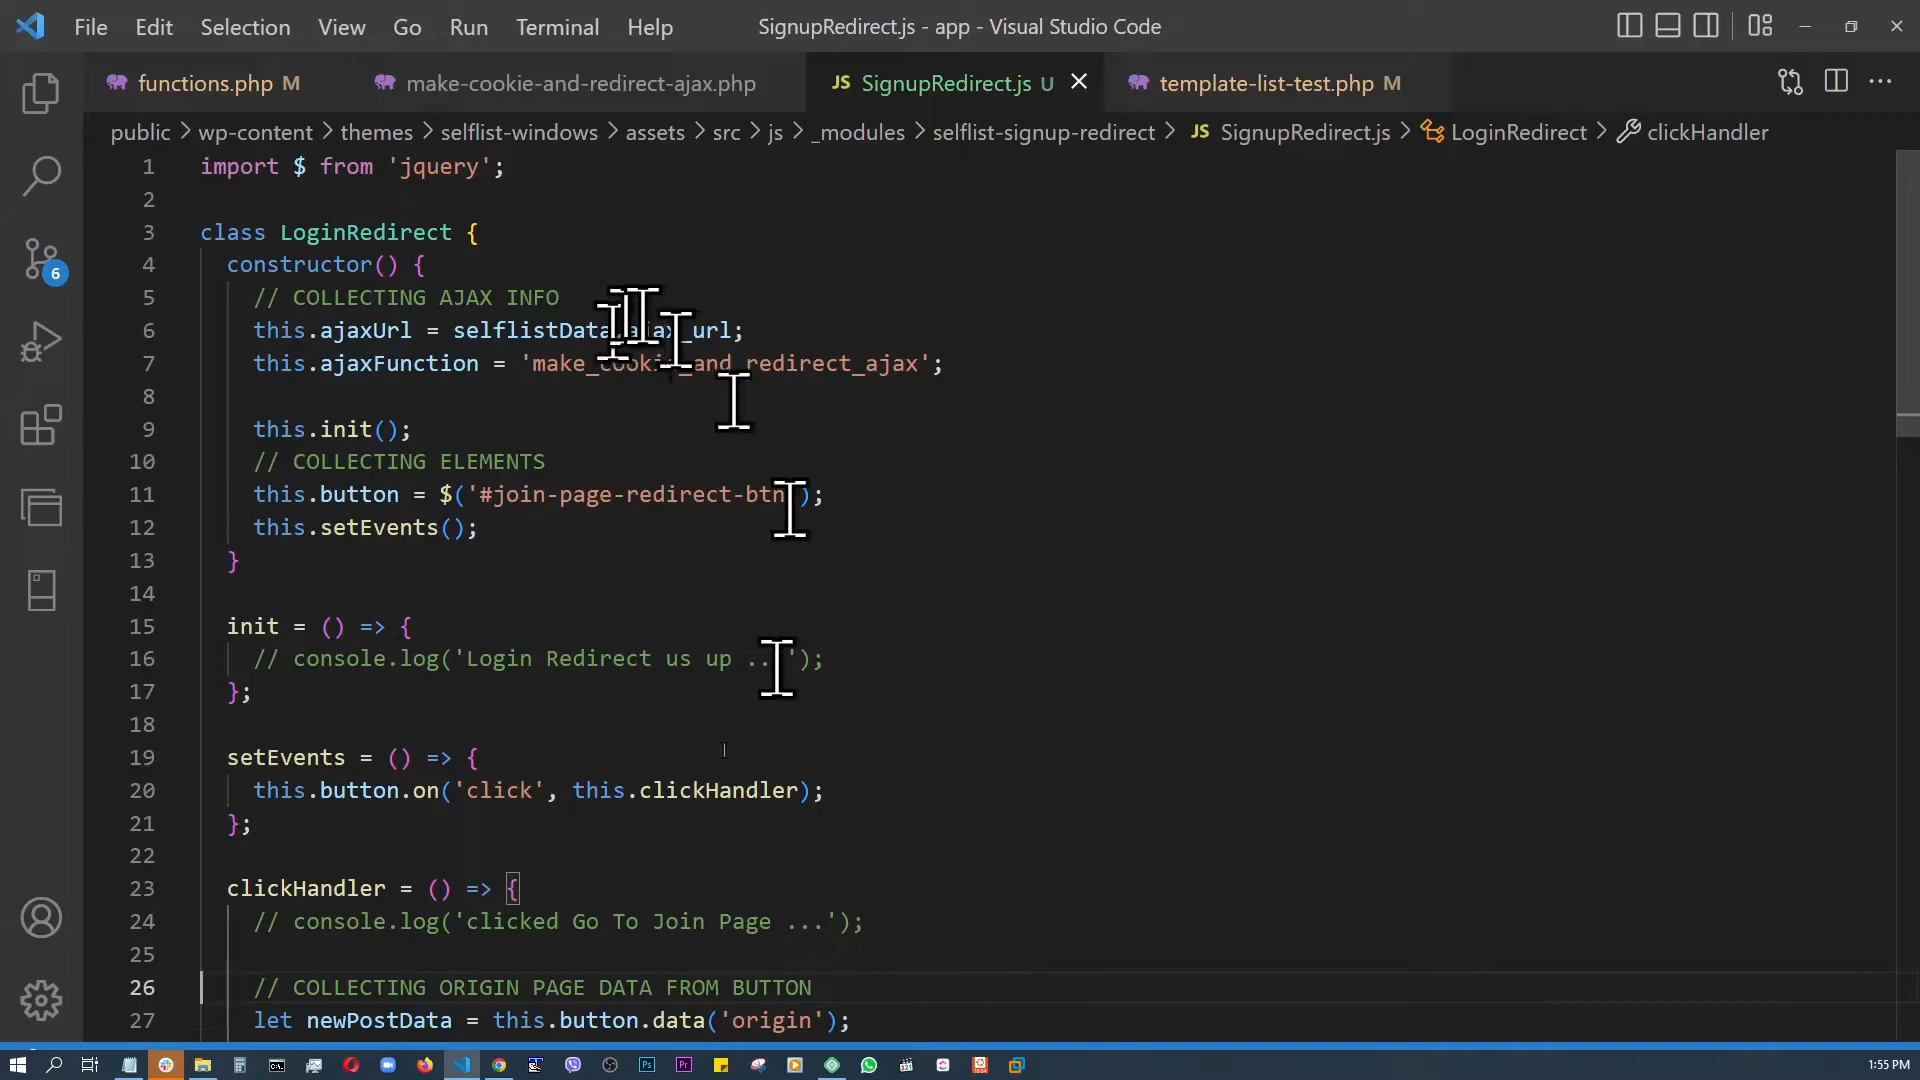 File Edit Selection View Go Run Terminal Help SignupRedirect.js - app - Visual Studio Code
functions.php M make-cookie-and-redirect-ajax.php JS SignupRedirect.js U template-list-test.php M
public > wp-content > themes > selflist-windows > assets > src > js > _modules > selflist-signup-redirect > JS SignupRedirect.js > LoginRedirect > clickHandler
1 import $ from 'jquery';
2
3 class LoginRedirect {
4 constructor() {
5 // COLLECTING AJAX INFO
6 this.ajaxUrl = selflistData.ajax_url;
7 this.ajaxFunction = 'make_cookie_and_redirect_ajax';
8
9 this.init();
10 // COLLECTING ELEMENTS
11 this.button = $('#join-page-redirect-btn');
12 this.setEvents();
13 }
14
15 init = () => {
16 // console.log('Login Redirect us up ...');
17 };
18
19 setEvents = () => {
20 this.button.on('click', this.clickHandler);
21 };
22
23 clickHandler = () => {
24 // console.log('clicked Go To Join Page ...');
25
26 // COLLECTING ORIGIN PAGE DATA FROM BUTTON
27 let newPostData = this.button.data('origin');
6
Ps
Pr
1:55 PM